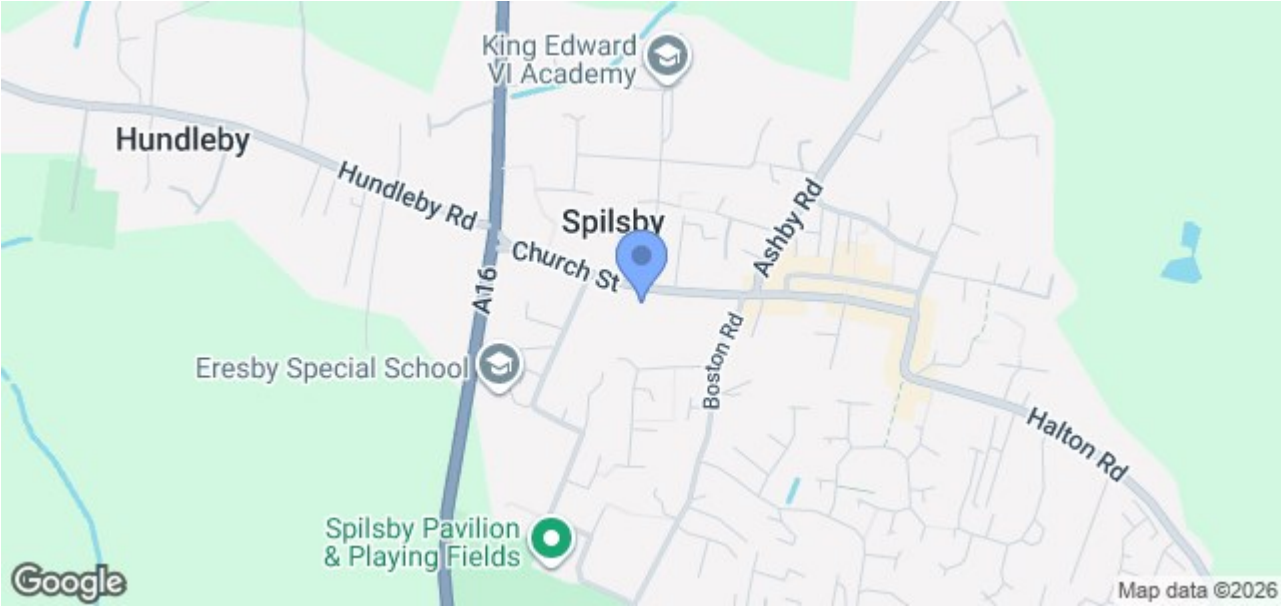 King Edward
VI Academy
Hundleby
Hundleby Rd
Spilsby
Ashby Rd
Church St
A16
Eresby Special School
Boston Rd
Halton Rd
Spilsby Pavilion
& Playing Fields
Google
Map data ©2026